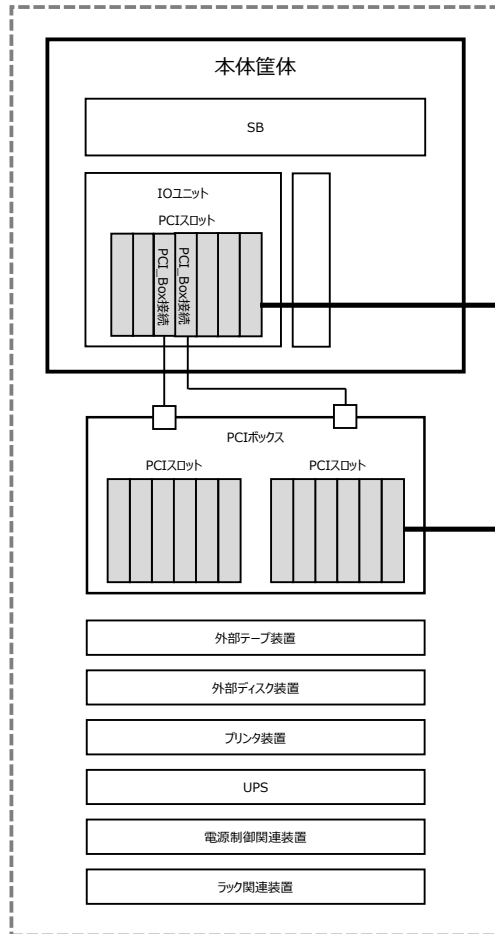 本体筐体
SB
IOユニット
PCIスロット
PCI_Box接続
PCI_Box接続
PCIボックス
PCIスロット
PCIスロット
外部テープ装置
外部ディスク装置
プリンタ装置
UPS
電源制御関連装置
ラック関連装置